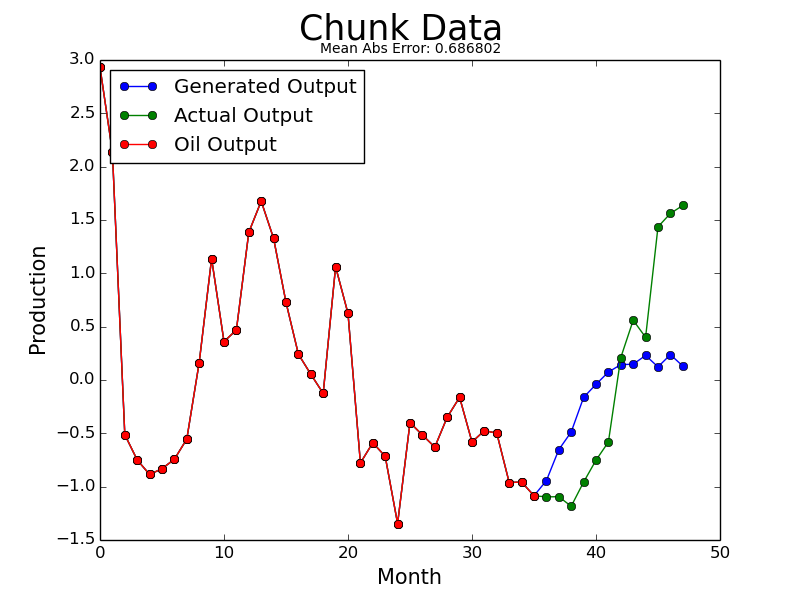 Chunk Data
Mean Abs Error: 0.686802
Generated Output
Actual Output
Oil Output
Production
3.0
2.5
2.0
1.5
1.0
0.5
0.0
−0.5
−1.0
−1.5
0 10 20 30 40 50
Month